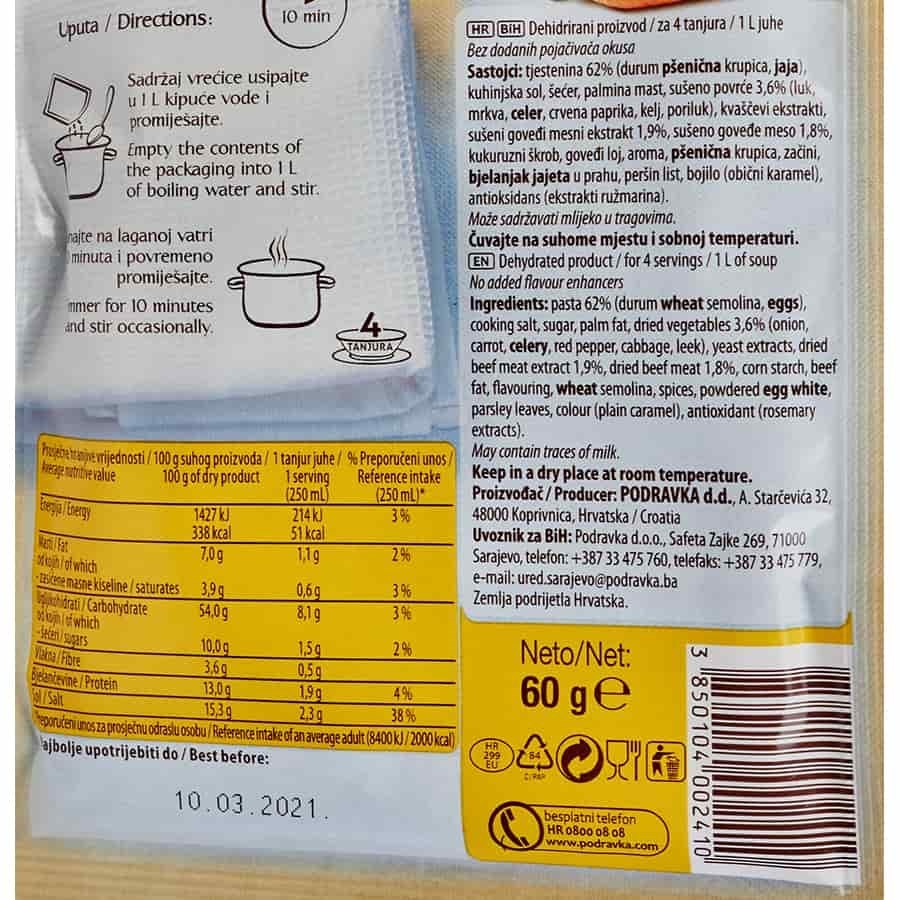 Uputa / Directions:
10 min
Sadržaj vrećice usipajte
u 1 L kipuće vode i
promiješajte.
Empty the contents of
the packaging into 1 L
of boiling water and stir.
na laganoj vatri
minuta i povremeno
promiješajte.
for 10 minutes
and stir occasionally.
4
TANJURA
Prosječne hranjive vrijednosti / 100 g suhog proizvoda / 1 tanjur juhe / % Preporučeni unos /
Average nutritive value 100 g of dry product 1 serving Reference intake
(250 mL) (250 mL)*
Energija / Energy 1427 kJ 214 kJ 3 %
338 kcal 51 kcal
Masti / Fat 7,0 g 1,1 g 2 %
od kojih / of which
- zasićene masne kiseline / saturates 3,9 g 0,6 g 3 %
Ugljikohidrati / Carbohydrate 54,0 g 8,1 g 3 %
od kojih / of which
- šećeri / sugars 10,0 g 1,5 g 2 %
Vlakna / Fibre 3,6 g 0,5 g
Bjelančevine / Protein 13,0 g 1,9 g 4 %
Sol / Salt 15,3 g 2,3 g 38 %
unos za prosječnu odraslu osobu / Reference intake of an average adult (8400 kJ / 2000 kcal)
upotrijebiti do / Best before:
10.03.2021.
HR BIH Dehidrirani proizvod / za 4 tanjura / 1 L juhe
Bez dodanih pojačivača okusa
Sastojci: tjestenina 62% (durum pšenična krupica, jaja),
kuhinjska sol, šećer, palmina mast, sušeno povrće 3,6% (luk,
mrkva, celer, crvena paprika, kelj, poriluk), kvaščevi ekstrakti,
sušeni goveđi mesni ekstrakt 1,9%, sušeno goveđe meso 1,8%,
kukuruzni škrob, goveđi loj, aroma, pšenična krupica, začini,
bjelanjak jajeta u prahu, peršin list, bojilo (obični karamel),
antioksidans (ekstrakti ružmarina).
Može sadržavati mlijeko u tragovima.
Čuvajte na suhome mjestu i sobnoj temperaturi.
EN Dehydrated product / for 4 servings / 1 L of soup
No added flavour enhancers
Ingredients: pasta 62% (durum wheat semolina, eggs),
cooking salt, sugar, palm fat, dried vegetables 3,6% (onion,
carrot, celery, red pepper, cabbage, leek), yeast extracts, dried
beef meat extract 1,9%, dried beef meat 1,8%, corn starch, beef
fat, flavouring, wheat semolina, spices, powdered egg white,
parsley leaves, colour (plain caramel), antioxidant (rosemary
extracts).
May contain traces of milk.
Keep in a dry place at room temperature.
Proizvođač / Producer: PODRAVKA d.d., A. Starčevića 32,
48000 Koprivnica, Hrvatska / Croatia
Uvoznik za BiH: Podravka d.o.o., Safeta Zajke 269, 71000
Sarajevo, telefon: +387 33 475 760, telefaks: +387 33 475 779,
e-mail: ured.sarajevo@podravka.ba
Zemlja podrijetla Hrvatska.
Neto/Net:
60 g e
HR
299
EU
84
C/PAP
besplatni telefon
HR 0800 08 08
www.podravka.com
3 850104 002410